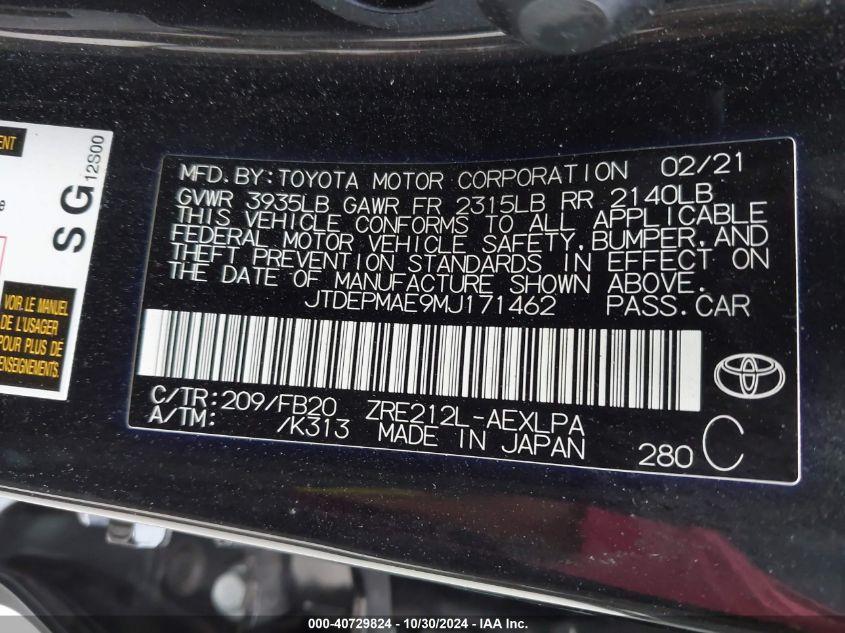 ENT
SG 12S00
e
VOIR LE MANUEL
DE L'USAGER
POUR PLUS DE
MFD.BY:TOYOTA MOTOR CORPORATION 02/21
GVWR 3935LB GAWR FR 2315LB RR 2140LB
THIS VEHICLE CONFORMS TO ALL APPLICABLE
FEDERAL MOTOR VEHICLE SAFETY,BUMPER,AND
THEFT PREVENTION STANDARDS IN EFFECT ON
THE DATE OF MANUFACTURE SHOWN ABOVE.
JTDEPMAE9MJ171462 PASS.CAR
C/TR:209/FB20 ZRE212L-AEXLPA
A/TM: /K313 MADE IN JAPAN 280 C
000-40729824 - 10/30/2024 - IAA Inc.